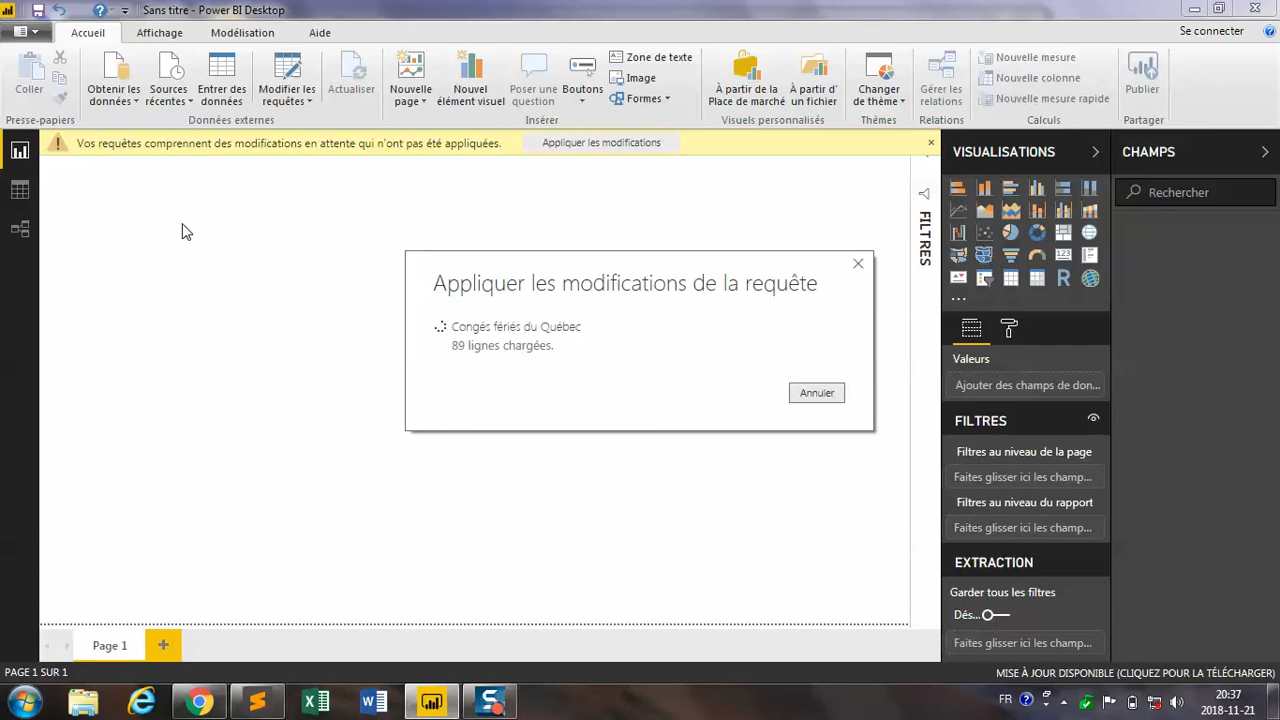 Sans titre - Power BI Desktop
Accueil Affichage Modélisation Aide Se connecter
Coller
Presse-papiers
Obtenir les données
Sources récentes
Entrer des données
Modifier les requêtes
Données externes
Actualiser
Nouvelle page
Nouvel élément visuel
Poser une question
Boutons
Zone de texte
Image
Formes
Insérer
À partir de la Place de marché
À partir d' un fichier
Visuels personnalisés
Changer de thème
Thèmes
Gérer les relations
Relations
Nouvelle mesure
Nouvelle colonne
Nouvelle mesure rapide
Calculs
Publier
Partager
Vos requêtes comprennent des modifications en attente qui n'ont pas été appliquées. Appliquer les modifications
FILTRES
Appliquer les modifications de la requête
Congés fériés du Québec
89 lignes chargées.
Annuler
VISUALISATIONS
R
Valeurs
Ajouter des champs de don...
FILTRES
Filtres au niveau de la page
Faites glisser ici les champ...
Filtres au niveau du rapport
Faites glisser ici les champ...
EXTRACTION
Garder tous les filtres
Dés...
Faites glisser ici les champ...
CHAMPS
Rechercher
Page 1
PAGE 1 SUR 1
MISE À JOUR DISPONIBLE (CLIQUEZ POUR LA TÉLÉCHARGER)
FR
20:37
2018-11-21